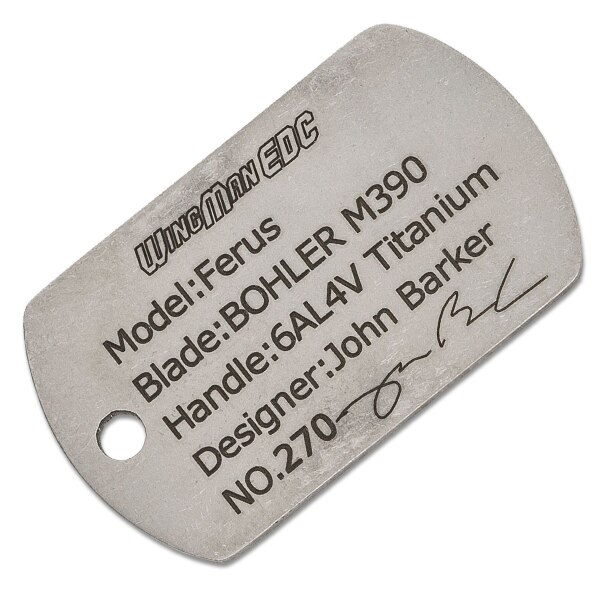 WINGMAN EDC
Model:Ferus
Blade:BOHLER M390
Handle:6AL4V Titanium
Designer:John Barker
NO.270